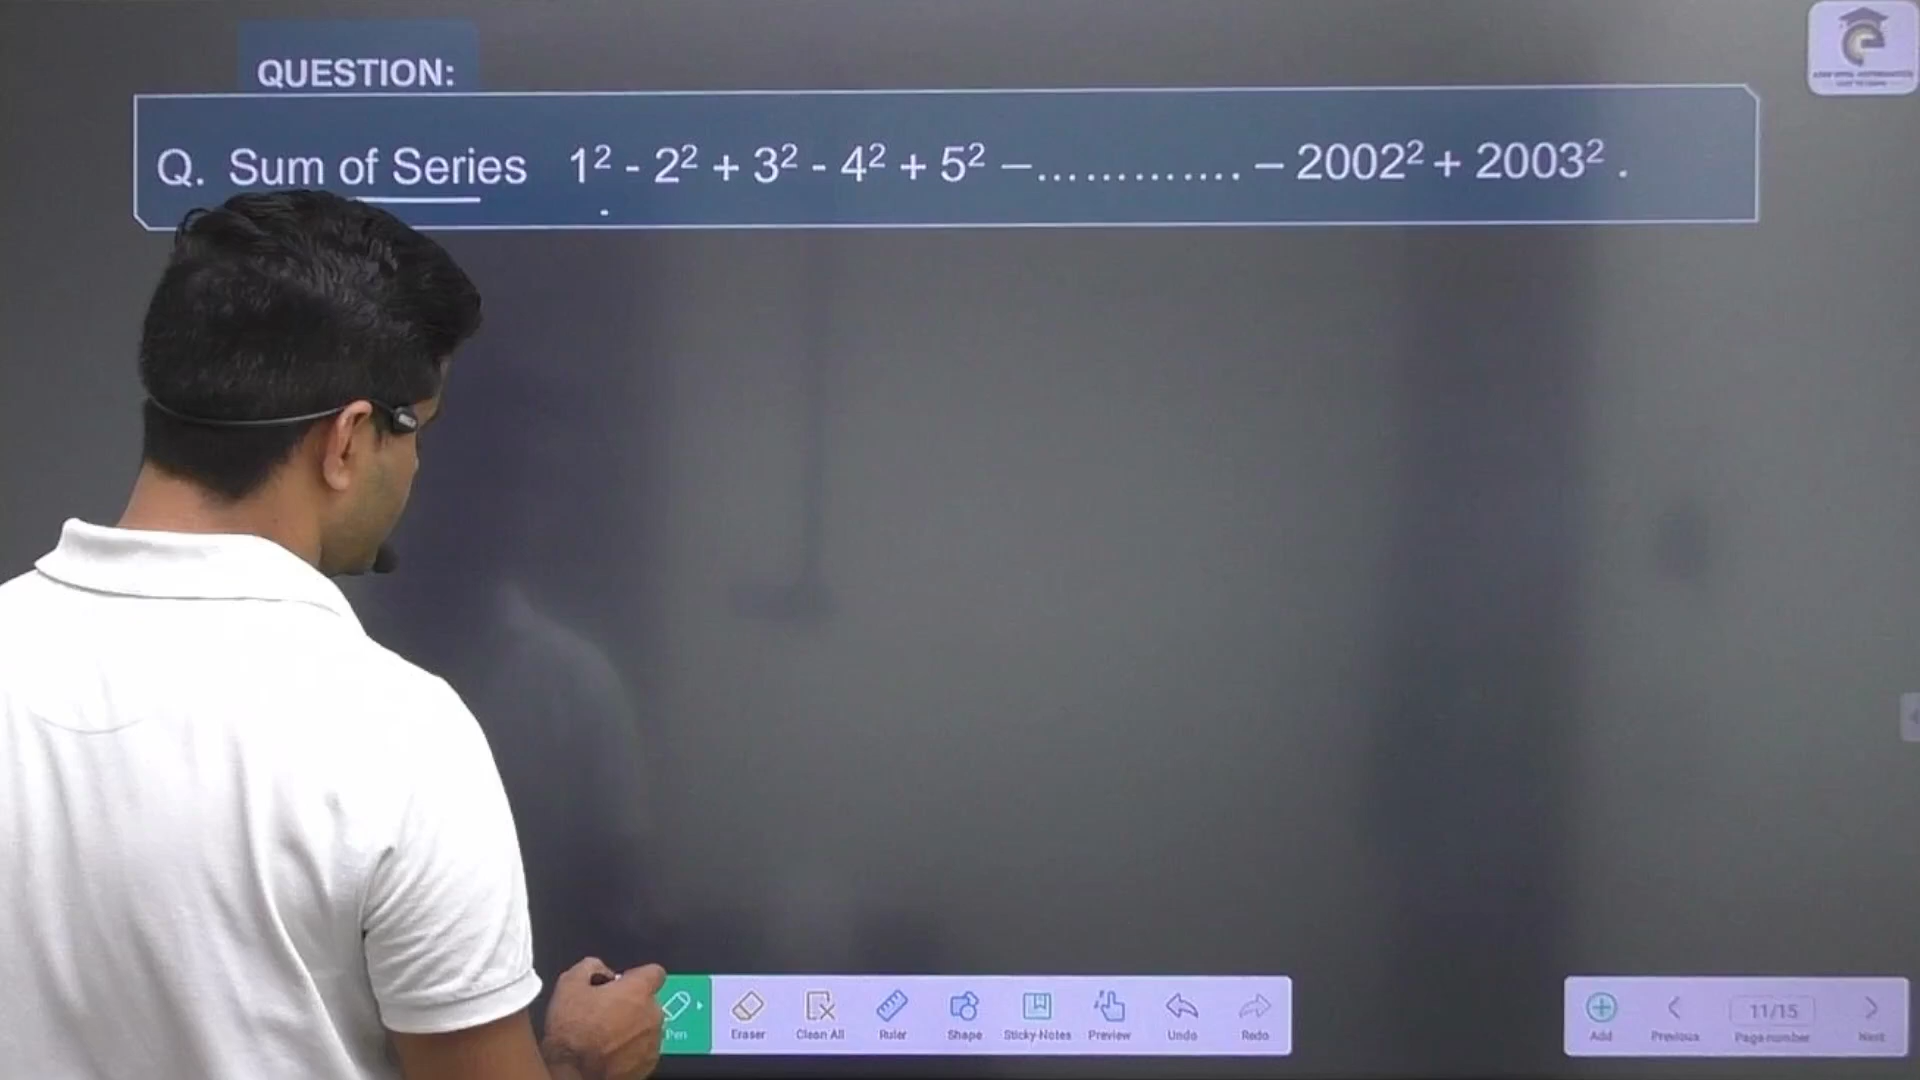 QUESTION:
Q. Sum of Series 1² - 2² + 3² - 4² + 5² – ............. – 2002² + 2003² .
Pen
Eraser
Clean All
Ruler
Shape
Sticky Notes
Preview
Undo
Redo
Add
Previous
11/15
Page number
Next